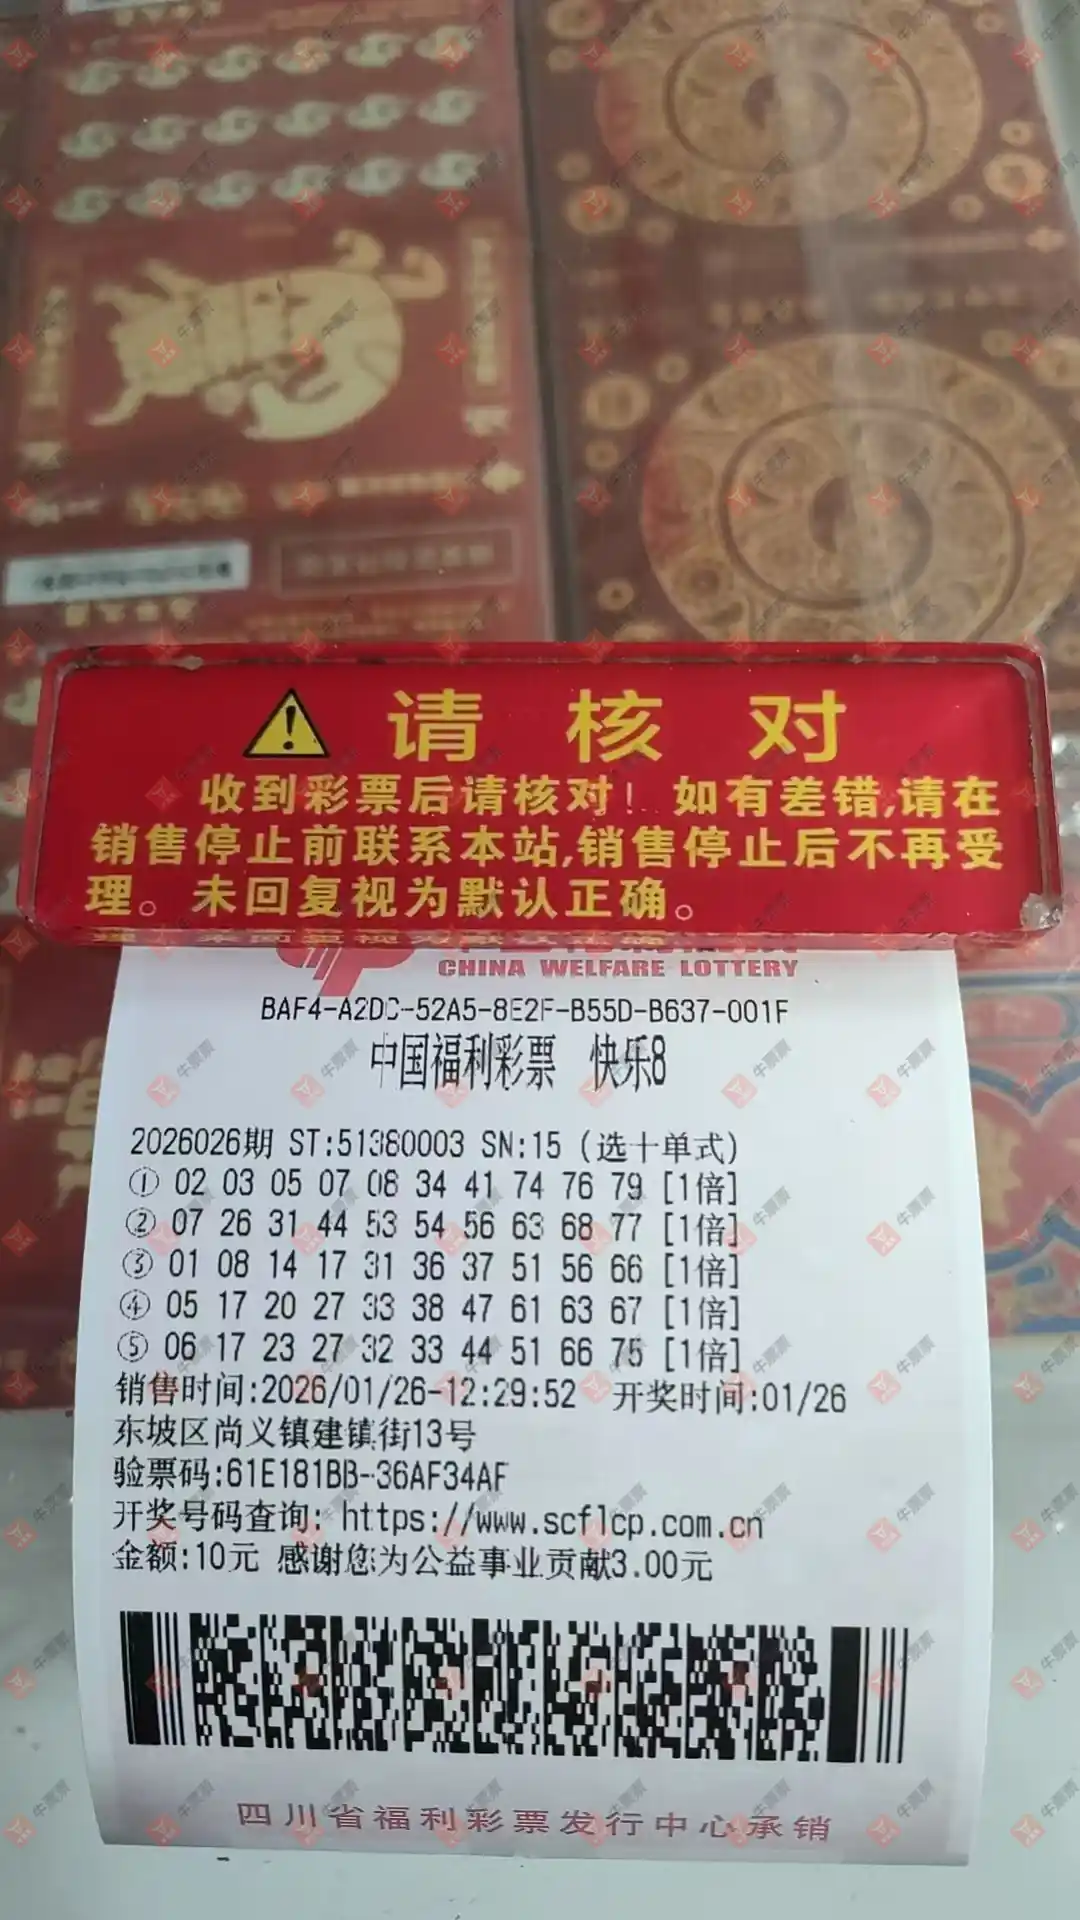 请核对
收到彩票后请核对！如有差错,请在
销售停止前联系本站,销售停止后不再受
理。未回复视为默认正确。
CHINA WELFARE LOTTERY
BAF4-A2DC-52A5-8E2F-B55D-B637-001F
中国福利彩票 快乐8
2026026期 ST:51380003 SN:15 (选十单式)
① 02 03 05 07 08 34 41 74 76 79 [1倍]
② 07 26 31 44 53 54 56 63 68 77 [1倍]
③ 01 08 14 17 31 36 37 51 56 66 [1倍]
④ 05 17 20 27 33 38 47 61 63 67 [1倍]
⑤ 06 17 23 27 32 33 44 51 66 75 [1倍]
销售时间:2026/01/26-12:29:52 开奖时间:01/26
东坡区尚义镇建镇街13号
验票码:61E181BB-36AF34AF
开奖号码查询: https://www.scflcp.com.cn
金额:10元 感谢您为公益事业贡献3.00元
四川省福利彩票发行中心承销
牛票票